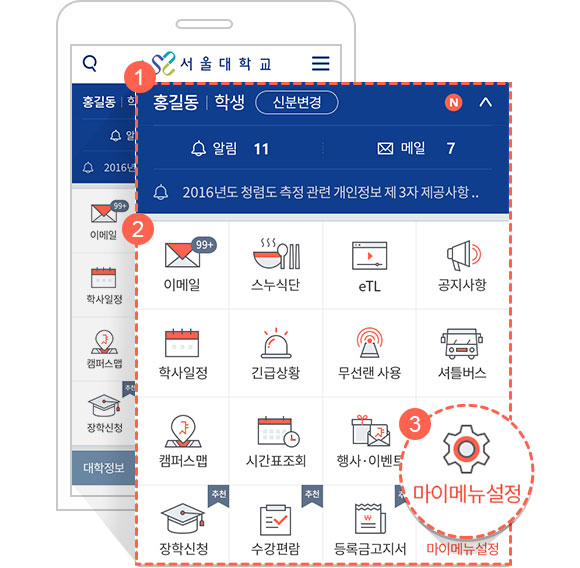 서울대학교
1
홍길동 | 학
홍길동 | 학생 신분변경 N
알
알림 11 메일 7
2016년
2016년도 청렴도 측정 관련 개인정보 제 3자 제공사항 ..
2
99+
이메일
99+
이메일 스누식단 eTL 공지사항
학사일정
학사일정 긴급상황 무선랜 사용 셔틀버스
캠퍼스맵
캠퍼스맵 시간표조회 행사·이벤트
3
마이메뉴설정
추천
장학신청
대학정보
추천 추천
장학신청 수강편람 등록금고지서 마이메뉴설정